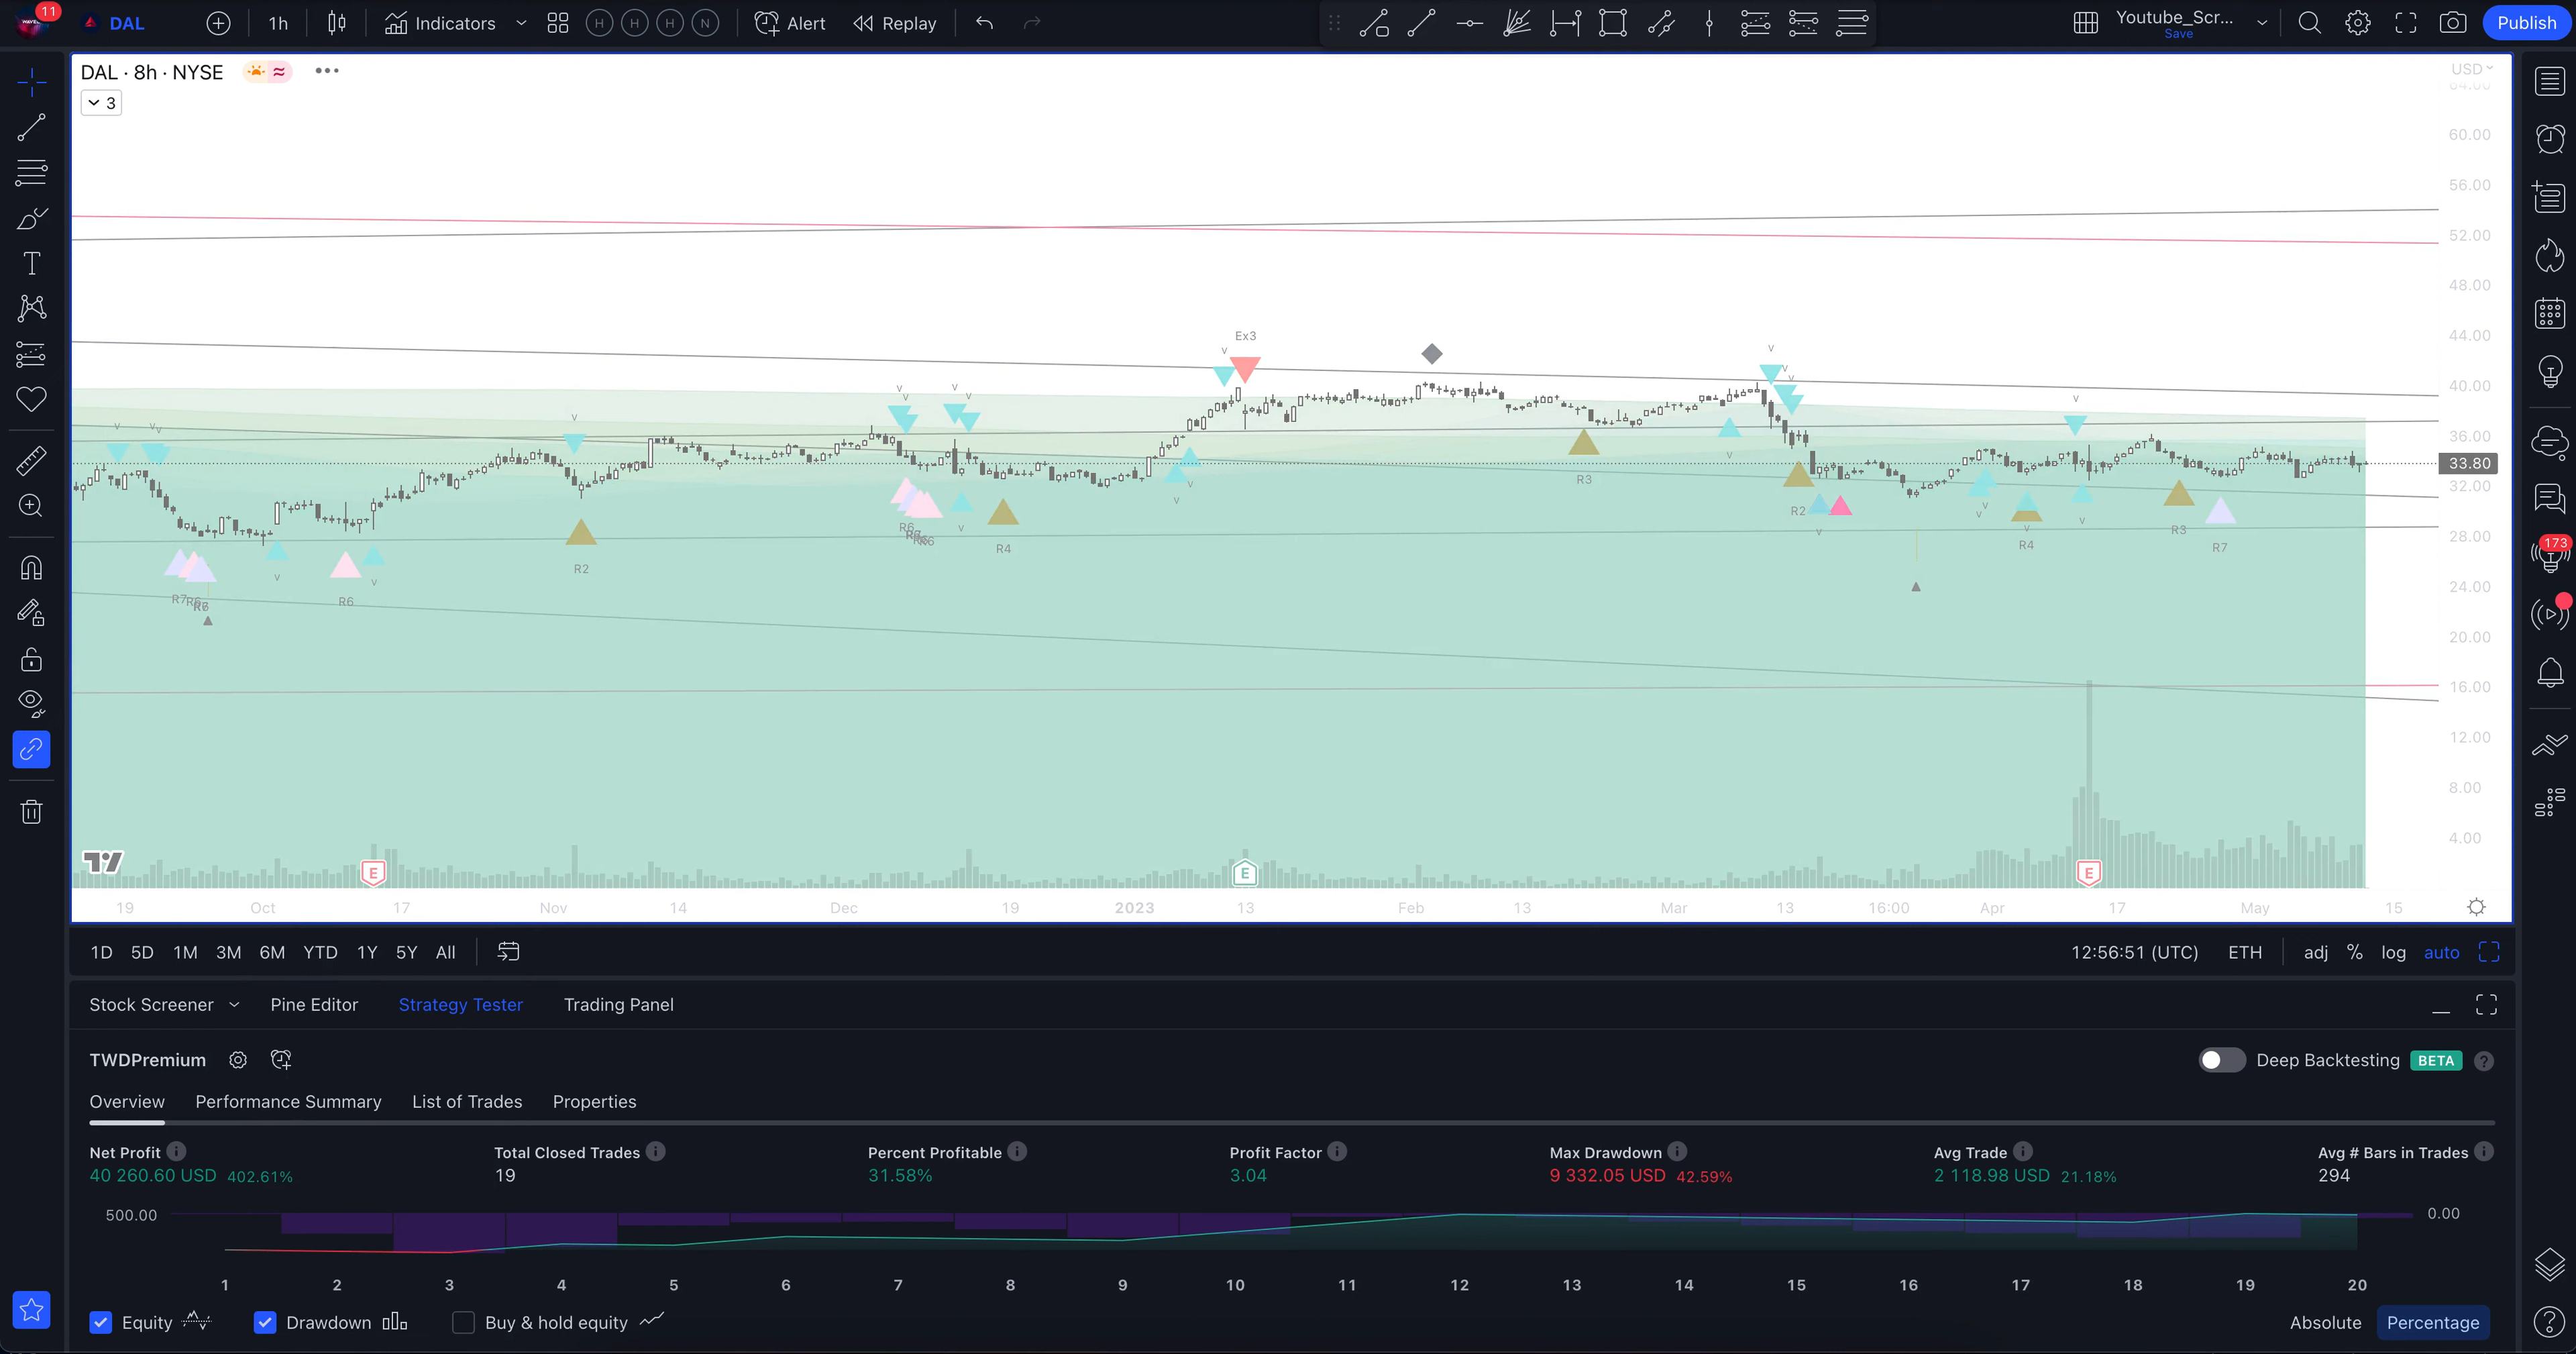 11 DAL 1h Indicators H H H N Alert Replay Youtube_Scr... Publish
Save
DAL · 8h · NYSE
USD
3
64.00
60.00
56.00
52.00
48.00
44.00
40.00
36.00
33.80
32.00
28.00
24.00
20.00
16.00
12.00
8.00
4.00
Ex3
v v v v v v v v v v v v v
R3
R2
R6
R6
R4
R2
v v v v v v v v v
R4
R3
R7
R7
R6
R6
173
E E E
19 Oct 17 Nov 14 Dec 19 2023 13 Feb 13 Mar 13 16:00 Apr 17 May 15
1D 5D 1M 3M 6M YTD 1Y 5Y All 12:56:51 (UTC) ETH adj % log auto
Stock Screener Pine Editor Strategy Tester Trading Panel
TWDPremium Deep Backtesting BETA ?
Overview Performance Summary List of Trades Properties
Net Profit Total Closed Trades Percent Profitable Profit Factor Max Drawdown Avg Trade Avg # Bars in Trades
40 260.60 USD 402.61% 19 31.58% 3.04 9 332.05 USD 42.59% 2 118.98 USD 21.18% 294
500.00 0.00
1 2 3 4 5 6 7 8 9 10 11 12 13 14 15 16 17 18 19 20
Equity Drawdown Buy & hold equity Absolute Percentage